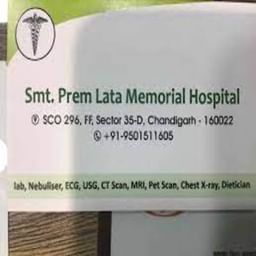 Smt. Prem Lata Memorial Hospital
SCO 296, FF, Sector 35-D, Chandigarh - 160022
+91-9501511605
lab, Nebuliser, ECG, USG, CT Scan, MRI, Pet Scan, Chest X-ray, Dietician